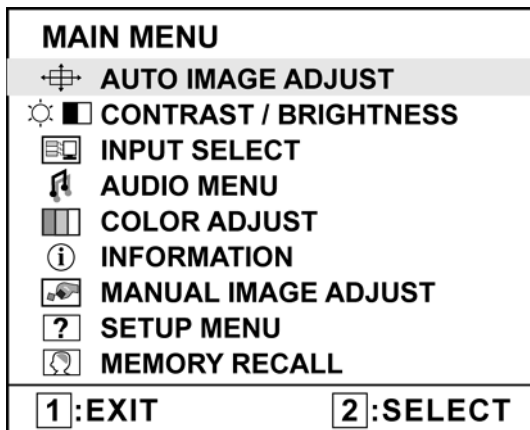 MAIN MENU
AUTO IMAGE ADJUST
CONTRAST / BRIGHTNESS
INPUT SELECT
AUDIO MENU
COLOR ADJUST
i INFORMATION
MANUAL IMAGE ADJUST
? SETUP MENU
MEMORY RECALL
1:EXIT 2:SELECT